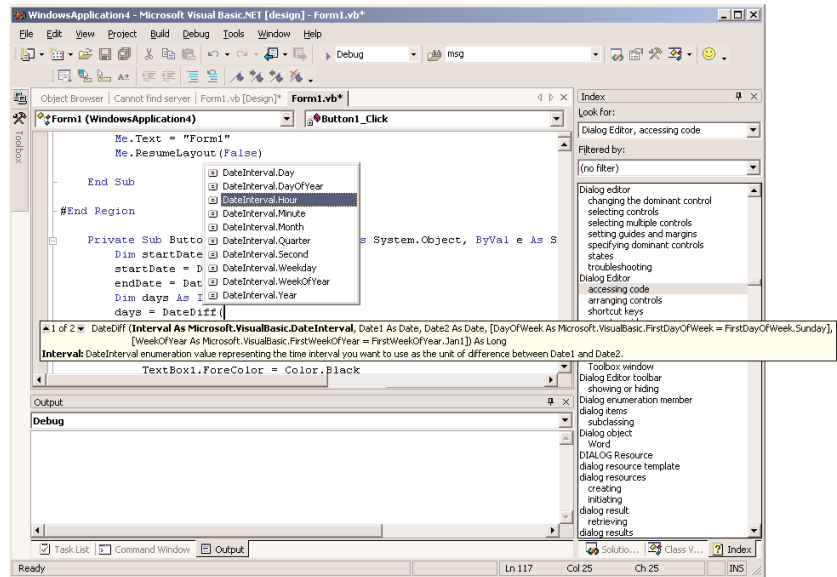 WindowsApplication4 - Microsoft Visual Basic.NET [design] - Form1.vb*
File Edit View Project Build Debug Tools Window Help
Debug
msg
Object Browser | Cannot find server | Form1.vb [Design]* Form1.vb*
Form1 (WindowsApplication4)
Button1_Click
Toolbox
Me.Text = "Form1"
Me.ResumeLayout(False)
End Sub
#End Region
Private Sub Butto
s System.Object, ByVal e As S
Dim startDate
startDate = D
endDate = Dat
Dim days As I
days = DateDiff(
DateInterval.Day
DateInterval.DayOfYear
DateInterval.Hour
DateInterval.Minute
DateInterval.Month
DateInterval.Quarter
DateInterval.Second
DateInterval.Weekday
DateInterval.WeekOfYear
DateInterval.Year
1 of 2 DateDiff (Interval As Microsoft.VisualBasic.DateInterval, Date1 As Date, Date2 As Date, [DayOfWeek As Microsoft.VisualBasic.FirstDayOfWeek = FirstDayOfWeek.Sunday],
[WeekOfYear As Microsoft.VisualBasic.FirstWeekOfYear = FirstWeekOfYear.Jan1]) As Long
Interval: DateInterval enumeration value representing the time interval you want to use as the unit of difference between Date1 and Date2.
TextBox1.ForeColor = Color.Black
Output
Debug
Task List
Command Window
Output
Index
Look for:
Dialog Editor, accessing code
Filtered by:
(no filter)
Dialog editor
changing the dominant control
selecting controls
selecting multiple controls
setting guides and margins
specifying dominant controls
states
troubleshooting
Dialog Editor
accessing code
arranging controls
shortcut keys
Toolbox window
Dialog Editor toolbar
showing or hiding
Dialog enumeration member
dialog items
subclassing
Dialog object
Word
DIALOG Resource
dialog resource template
dialog resources
creating
initiating
dialog result
retrieving
dialog results
Solutio...
Class V...
Index
Ready
Ln 117
Col 25
Ch 25
INS